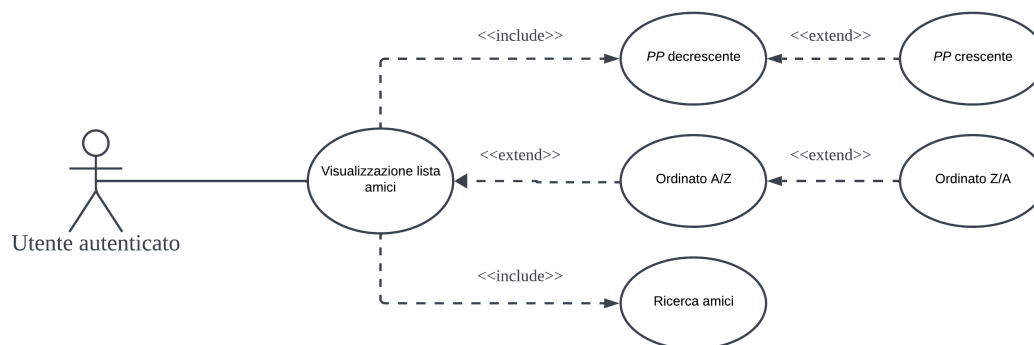 <<include>>
<<extend>>
PP decrescente
PP crescente
<<extend>>
<<extend>>
Visualizzazione lista
amici
Ordinato A/Z
Ordinato Z/A
Utente autenticato
<<include>>
Ricerca amici